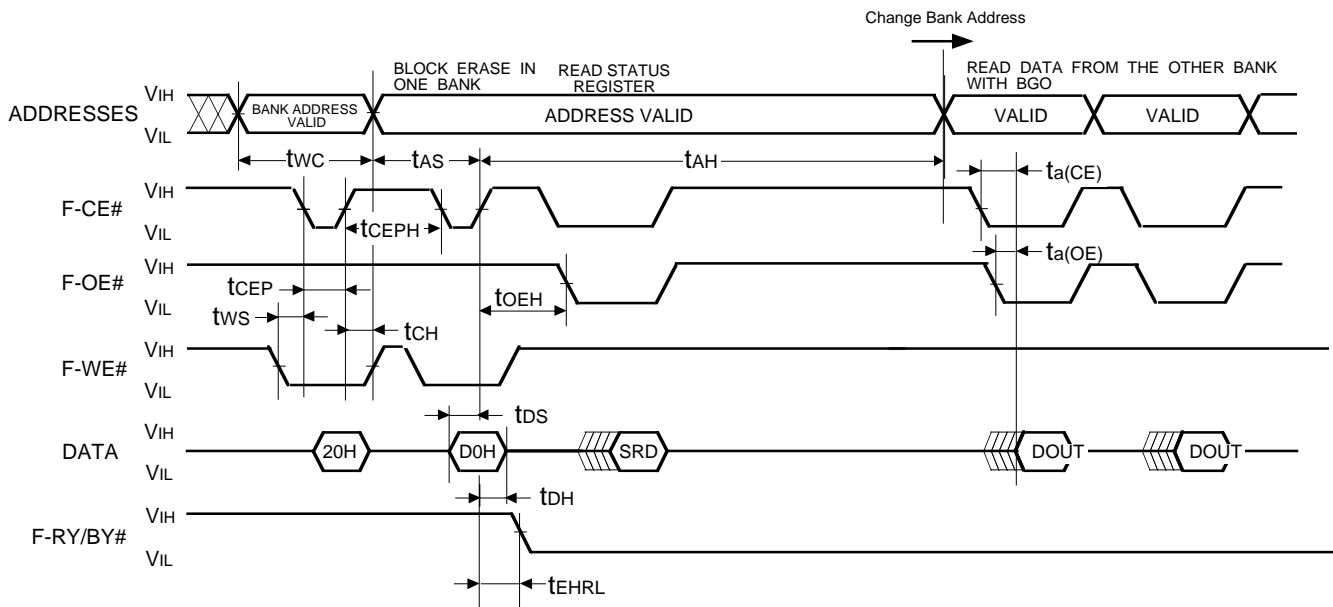 Change Bank Address
BLOCK ERASE IN
ONE BANK
READ STATUS
REGISTER
READ DATA FROM THE OTHER BANK
WITH BGO
ADDRESSES
VIH
VIL
BANK ADDRESS
VALID
ADDRESS VALID
VALID
VALID
tWC
tAS
tAH
ta(CE)
F-CE#
VIH
VIL
tCEPH
F-OE#
VIH
VIL
ta(OE)
tCEP
tOEH
tWS
tCH
F-WE#
VIH
VIL
tDS
DATA
VIH
VIL
20H
D0H
SRD
DOUT
DOUT
tDH
F-RY/BY#
VIH
VIL
tEHRL